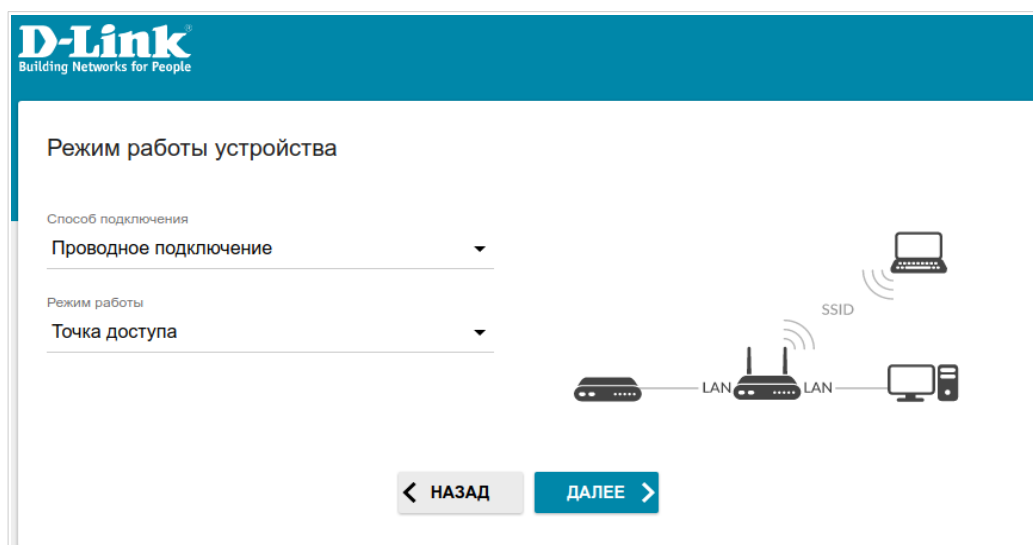 D-Link®
Building Networks for People
Режим работы устройства
Способ подключения
Проводное подключение
Режим работы
Точка доступа
SSID
LAN LAN
НАЗАД ДАЛЕЕ